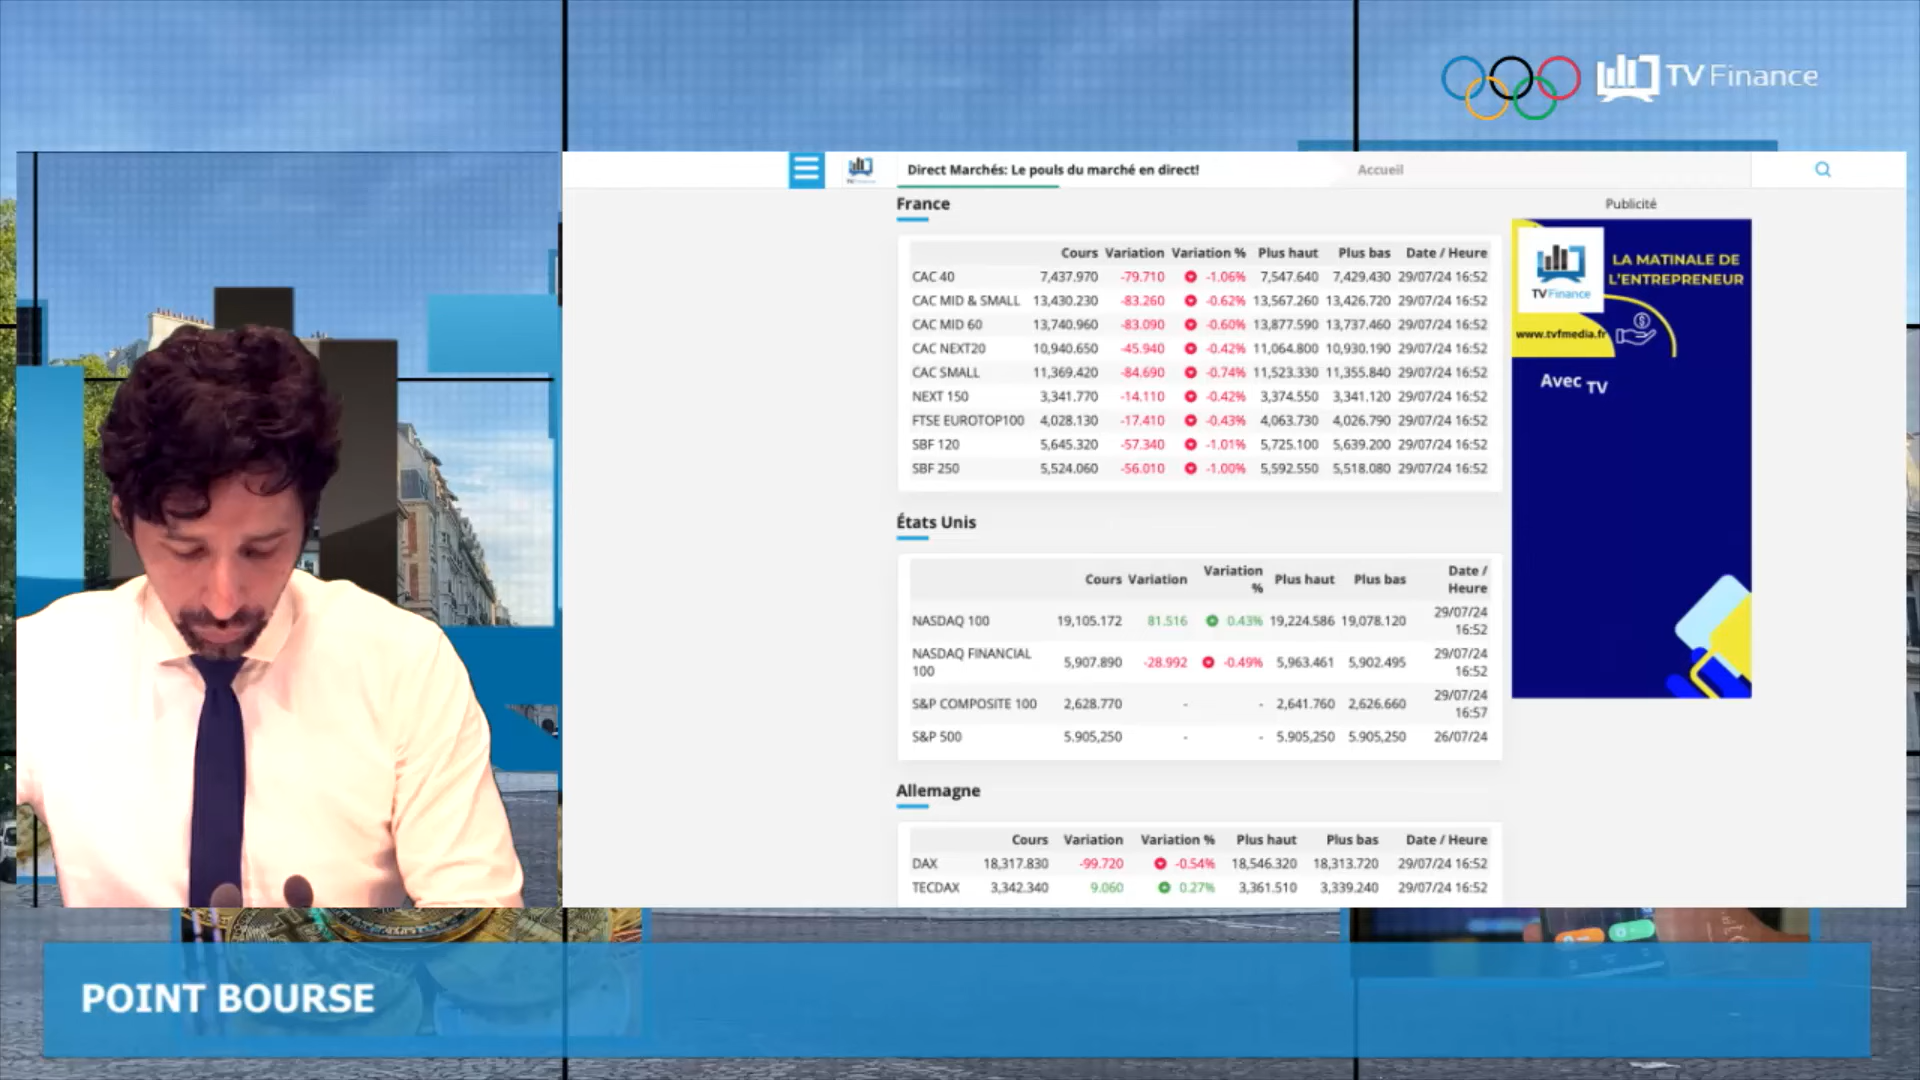 TV Finance
Direct Marchés: Le pouls du marché en direct!
Accueil
France
Publicité
Cours Variation Variation % Plus haut Plus bas Date / Heure
CAC 40 7,437.970 -79.710 -1.06% 7,547.640 7,429.430 29/07/24 16:52
CAC MID & SMALL 13,430.230 -83.260 -0.62% 13,567.260 13,426.720 29/07/24 16:52
CAC MID 60 13,740.960 -83.090 -0.60% 13,877.590 13,737.460 29/07/24 16:52
CAC NEXT20 10,940.650 -45.940 -0.42% 11,064.800 10,930.190 29/07/24 16:52
CAC SMALL 11,369.420 -84.690 -0.74% 11,523.330 11,355.840 29/07/24 16:52
NEXT 150 3,341.770 -14.110 -0.42% 3,374.550 3,341.120 29/07/24 16:52
FTSE EUROTOP100 4,028.130 -17.410 -0.43% 4,063.730 4,026.790 29/07/24 16:52
SBF 120 5,645.320 -57.340 -1.01% 5,725.100 5,639.200 29/07/24 16:52
SBF 250 5,524.060 -56.010 -1.00% 5,592.550 5,518.080 29/07/24 16:52
TV Finance
LA MATINALE DE
L'ENTREPRENEUR
www.tvfmedia.fr
Avec TV
États Unis
Cours Variation Variation % Plus haut Plus bas Date / Heure
NASDAQ 100 19,105.172 81.516 0.43% 19,224.586 19,078.120 29/07/24 16:52
NASDAQ FINANCIAL 100 5,907.890 -28.992 -0.49% 5,963.461 5,902.495 29/07/24 16:52
S&P COMPOSITE 100 2,628.770 - - 2,641.760 2,626.660 29/07/24 16:57
S&P 500 5.905,250 - - 5.905,250 5.905,250 26/07/24
Allemagne
Cours Variation Variation % Plus haut Plus bas Date / Heure
DAX 18,317.830 -99.720 -0.54% 18,546.320 18,313.720 29/07/24 16:52
TECDAX 3,342.340 9.060 0.27% 3,361.510 3,339.240 29/07/24 16:52
POINT BOURSE